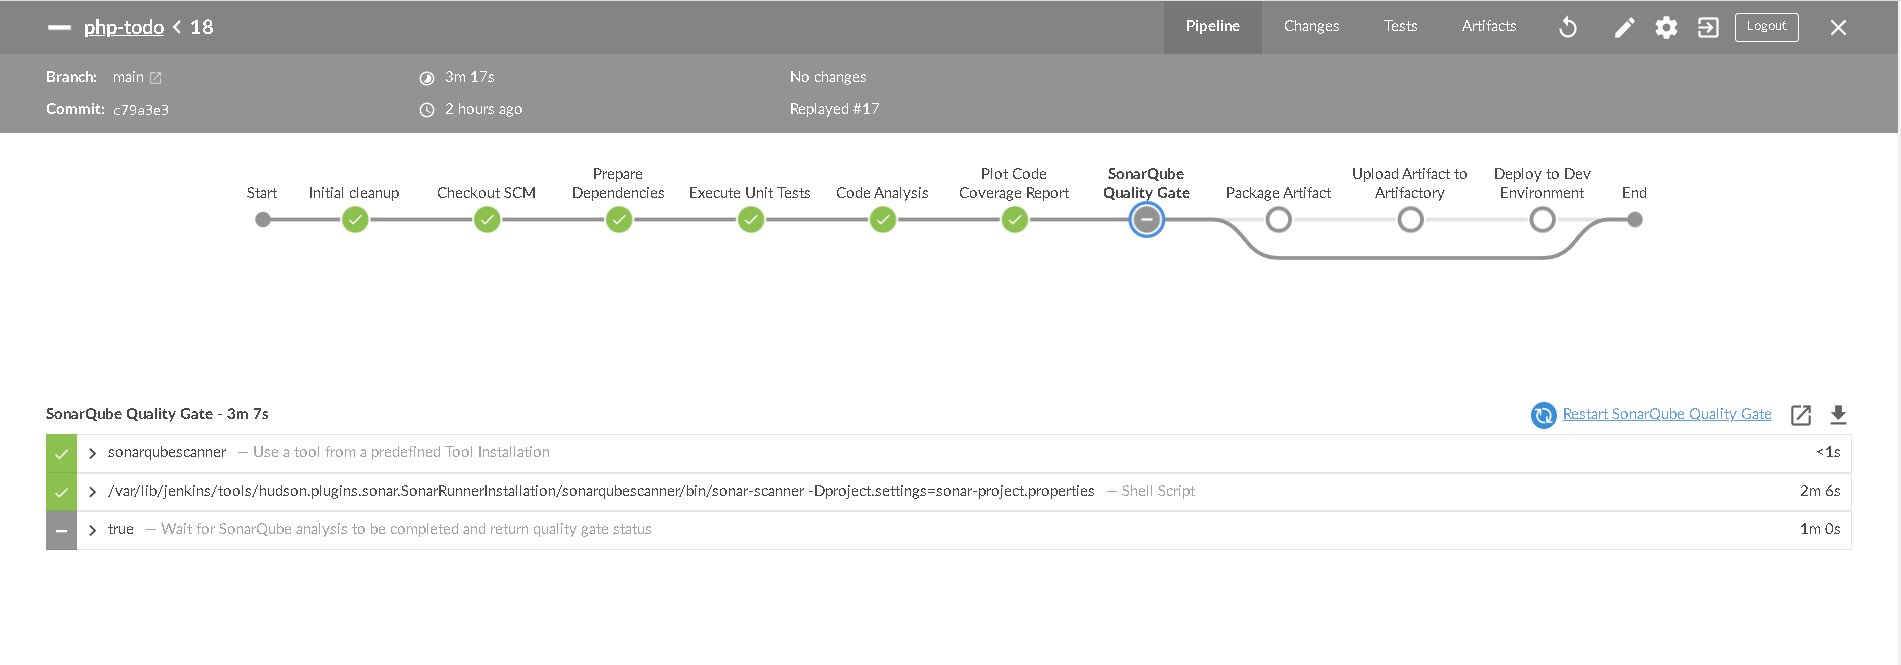 php-todo < 18
Pipeline
Changes
Tests
Artifacts
Logout
Branch: main
3m 17s
No changes
Commit: c79a3e3
2 hours ago
Replayed #17
Start
Initial cleanup
Checkout SCM
Prepare
Dependencies
Execute Unit Tests
Code Analysis
Plot Code
Coverage Report
SonarQube
Quality Gate
Package Artifact
Upload Artifact to
Artifactory
Deploy to Dev
Environment
End
SonarQube Quality Gate - 3m 7s
Restart SonarQube Quality Gate
sonarqubescanner — Use a tool from a predefined Tool Installation <1s
/var/lib/jenkins/tools/hudson.plugins.sonar.SonarRunnerInstallation/sonarqubescanner/bin/sonar-scanner -Dproject.settings=sonar-project.properties — Shell Script 2m 6s
true — Wait for SonarQube analysis to be completed and return quality gate status 1m 0s